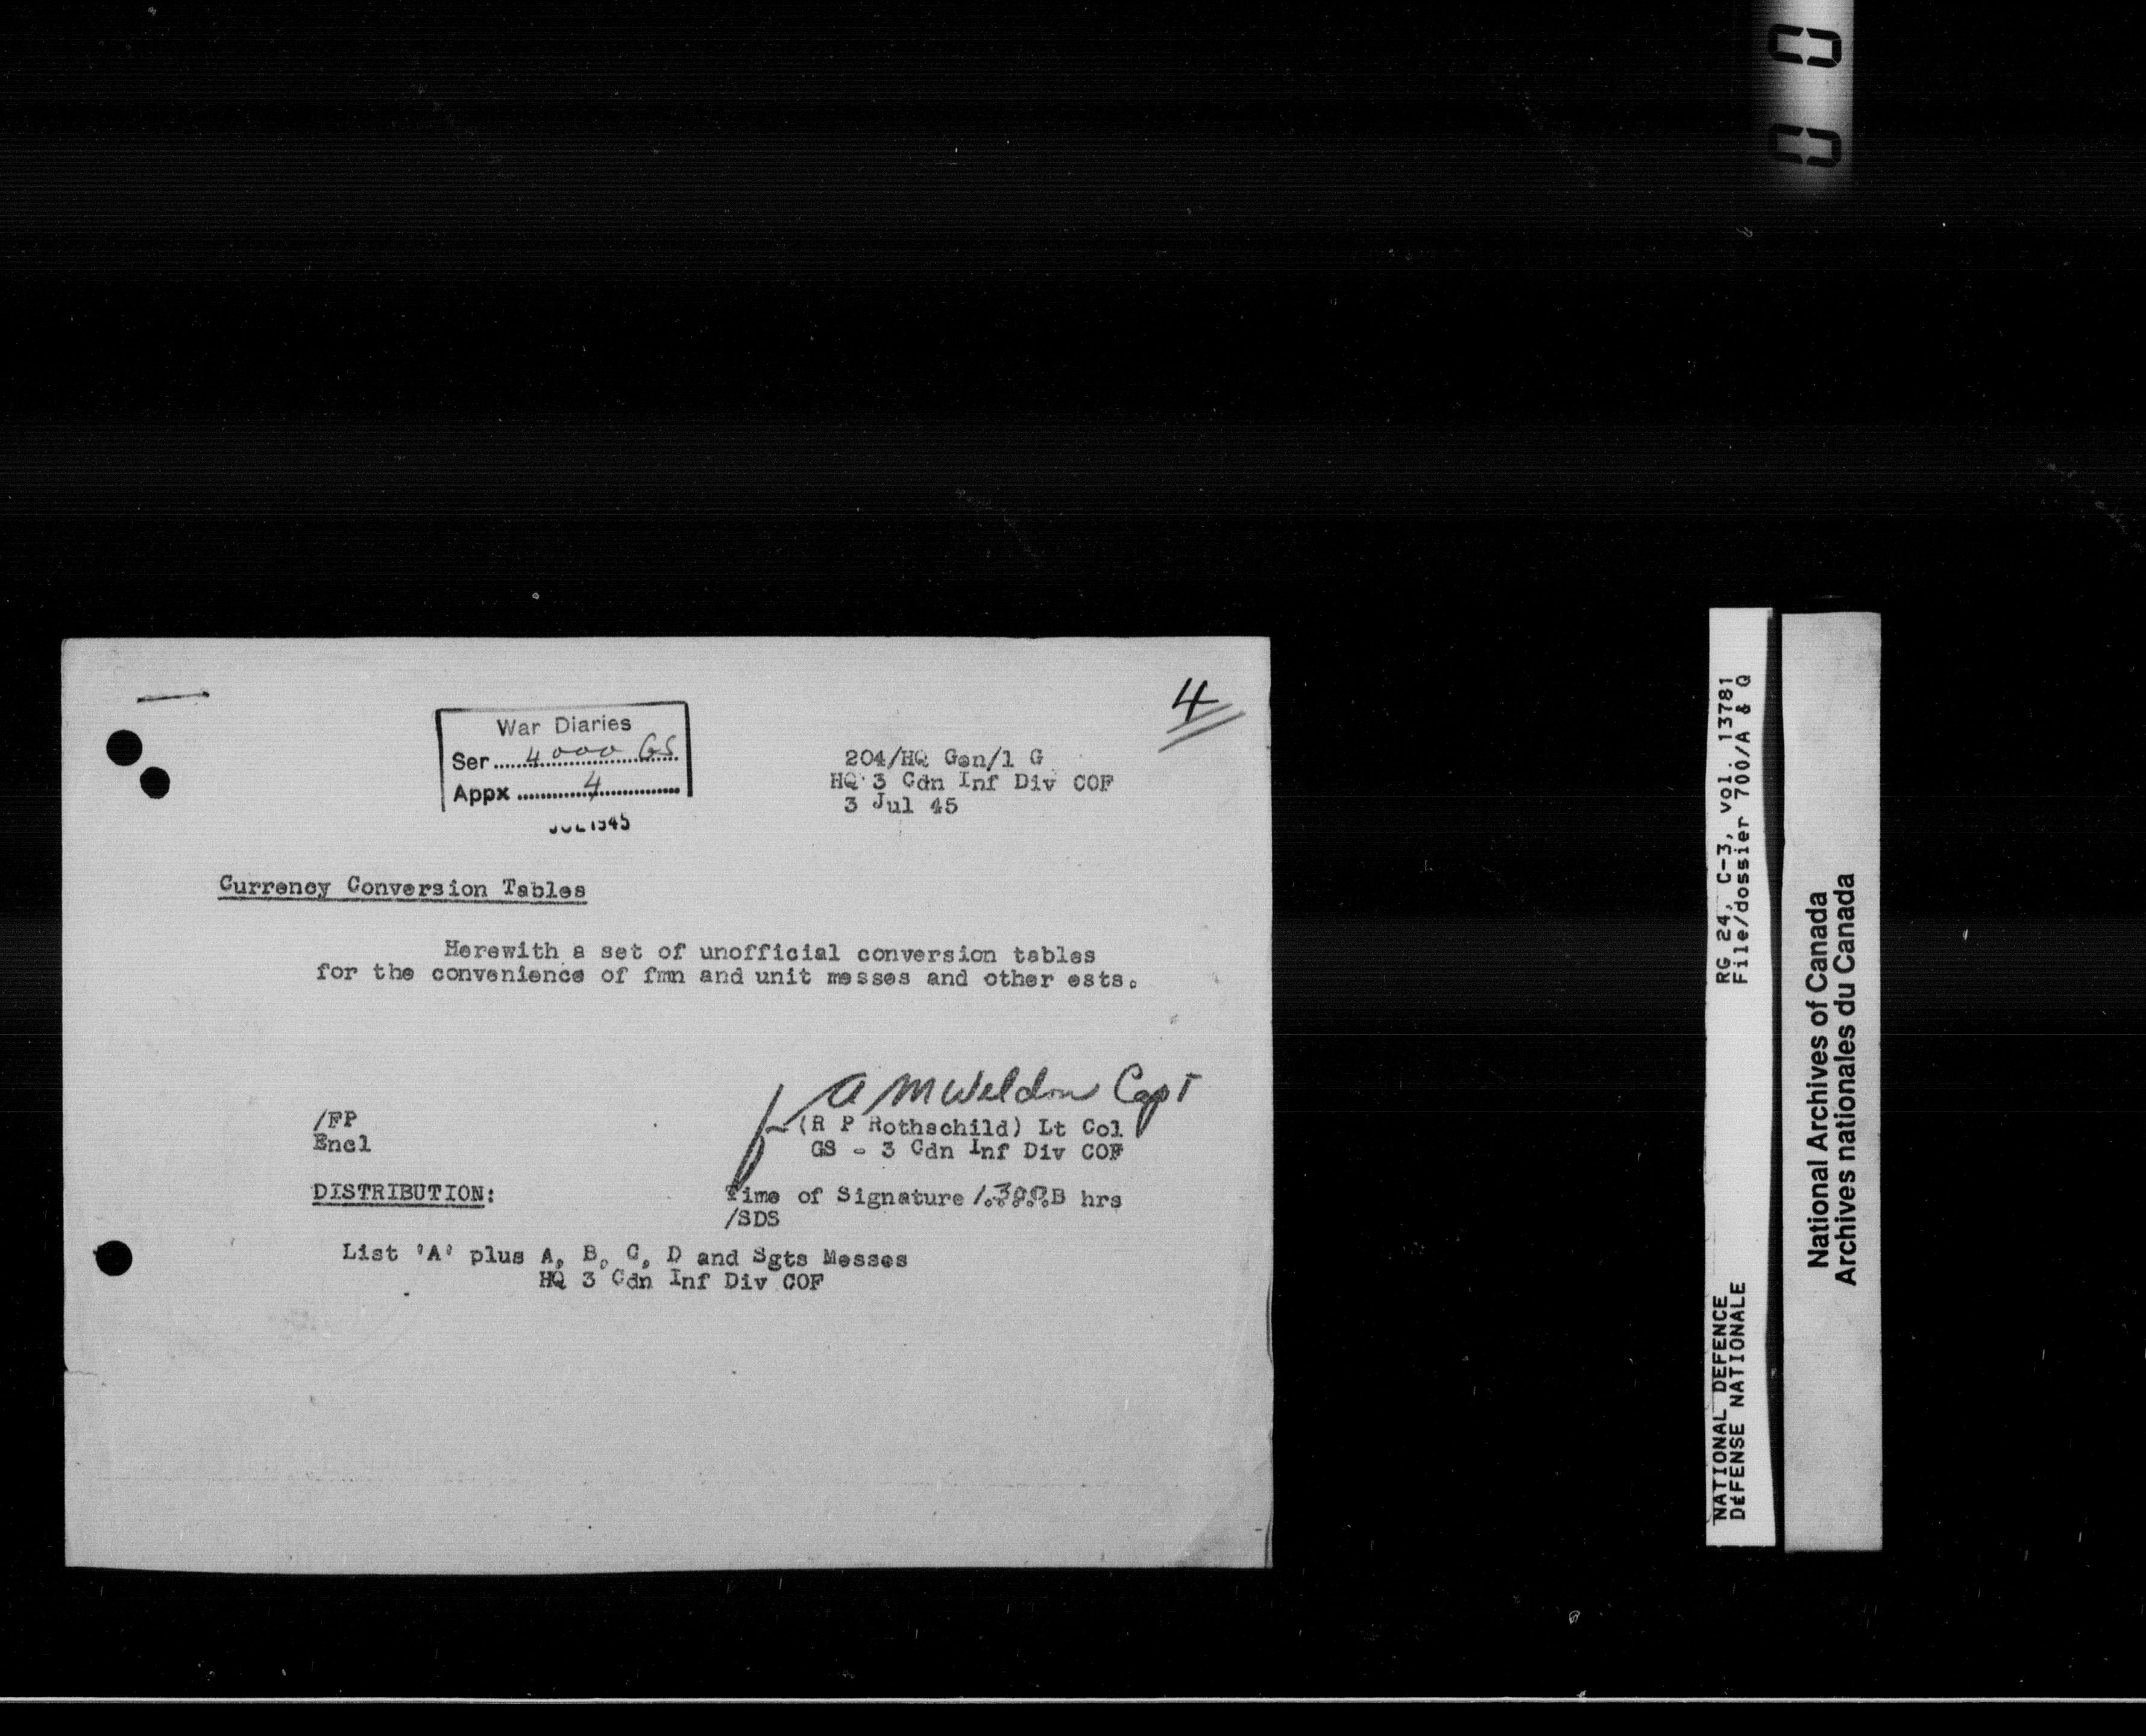 4
War Diaries
Ser 4000 GS
Appx 4
JUL 1945
204/HQ Gen/1 G
HQ 3 Cdn Inf Div COF
3 Jul 45
Currency Conversion Tables
Herewith a set of unofficial conversion tables
for the convenience of fmn and unit messes and other ests.
A M Weldon Capt
/FP
Encl
(R P Rothschild) Lt Col
GS - 3 Cdn Inf Div COF
DISTRIBUTION:
Time of Signature 1300B hrs
/SDS
List 'A' plus A, B, C, D and Sgts Messes
HQ 3 Cdn Inf Div COF
NATIONAL DEFENCE RG 24, C-3, vol. 13781
DéFENSE NATIONALE File/dossier 700/A & Q
National Archives of Canada
Archives nationales du Canada
00